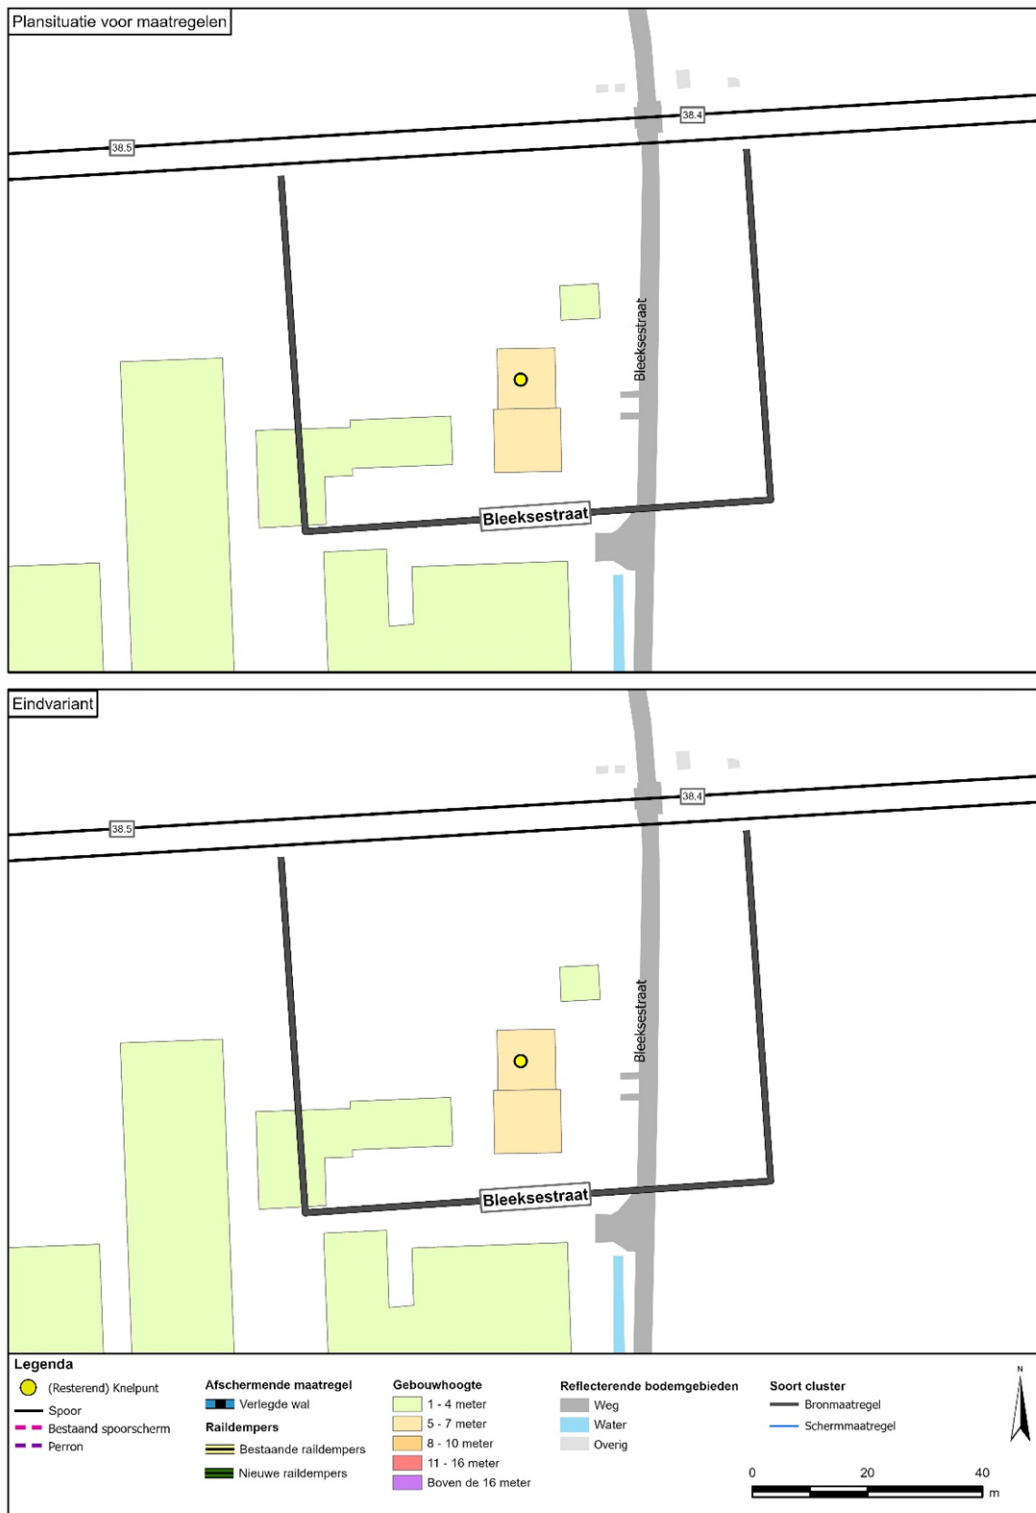 Plansituatie voor maatregelen
38.4
38.5
Bleeksestraat
Bleeksestraat
Eindvariant
38.4
38.5
Bleeksestraat
Bleeksestraat
Legenda
(Resterend) Knelpunt
Spoor
Bestaand spoorscherm
Perron
Afschermende maatregel
Verlegde wal
Raildempers
Bestaande raildempers
Nieuwe raildempers
Gebouwhoogte
1 - 4 meter
5 - 7 meter
8 - 10 meter
11 - 16 meter
Boven de 16 meter
Reflecterende bodemgebieden
Weg
Water
Overig
Soort cluster
Bronmaatregel
Schermmaatregel
N
0 20 40
m